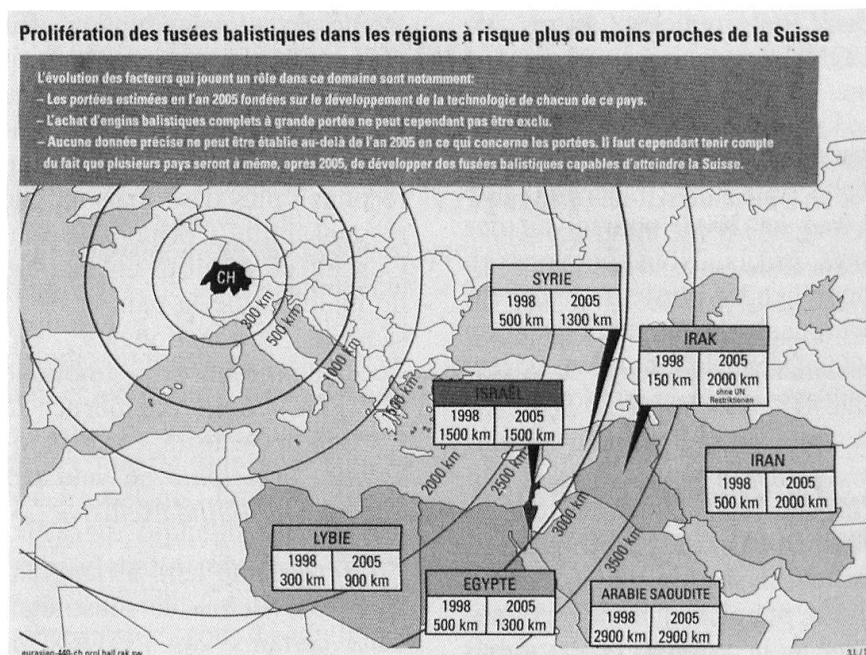 Prolifération des fusées balistiques dans les régions à risque plus ou moins proches de la Suisse
L'évolution des facteurs qui jouent un rôle dans ce domaine sont notamment:
– Les portées estimées en l'an 2005 fondées sur le développement de la technologie de chacun de ce pays.
– L'achat d'engins balistiques complets à grande portée ne peut cependant pas être exclu.
– Aucune donnée précise ne peut être établie au-delà de l'an 2005 en ce qui concerne les portées. Il faut cependant tenir compte
du fait que plusieurs pays seront à même, après 2005, de développer des fusées balistiques capables d'atteindre la Suisse.
CH
300 km
500 km
1000 km
1500 km
2000 km
2500 km
3000 km
3500 km
SYRIE
1998 2005
500 km 1300 km
IRAK
1998 2005
150 km 2000 km
ohne UN
Restriktionen
ISRAËL
1998 2005
1500 km 1500 km
IRAN
1998 2005
500 km 2000 km
LYBIE
1998 2005
300 km 900 km
EGYPTE
1998 2005
500 km 1300 km
ARABIE SAOUDITE
1998 2005
2900 km 2900 km